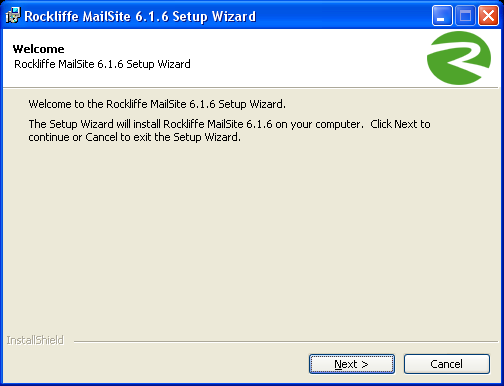 Rockliffe MailSite 6.1.6 Setup Wizard
Welcome
Rockliffe MailSite 6.1.6 Setup Wizard
Welcome to the Rockliffe MailSite 6.1.6 Setup Wizard.
The Setup Wizard will install Rockliffe MailSite 6.1.6 on your computer.  Click Next to
continue or Cancel to exit the Setup Wizard.
InstallShield
Next >
Cancel